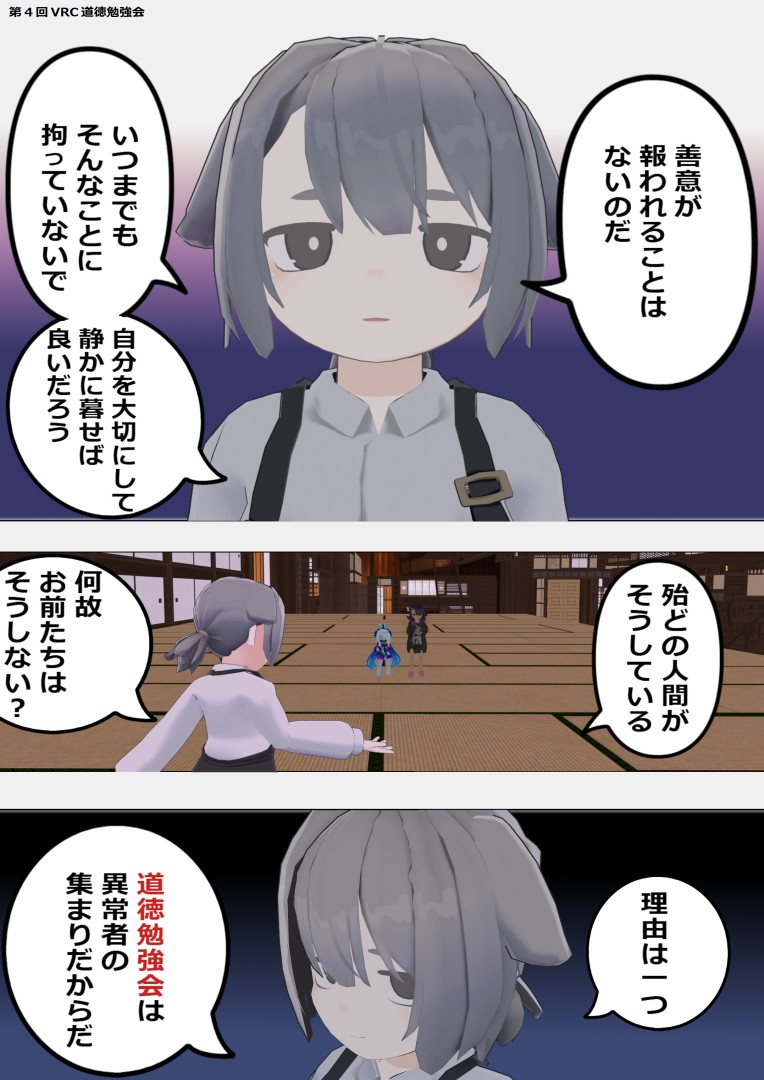 第4回VRC道徳勉強会
善意が
報われることは
ないのだ
いつまでも
そんなことに
拘っていないで
自分を大切にして
静かに暮せば
良いだろう
殆どの人間が
そうしている
何故
お前たちは
そうしない?
理由は一つ
道徳勉強会は
異常者の
集まりだからだ